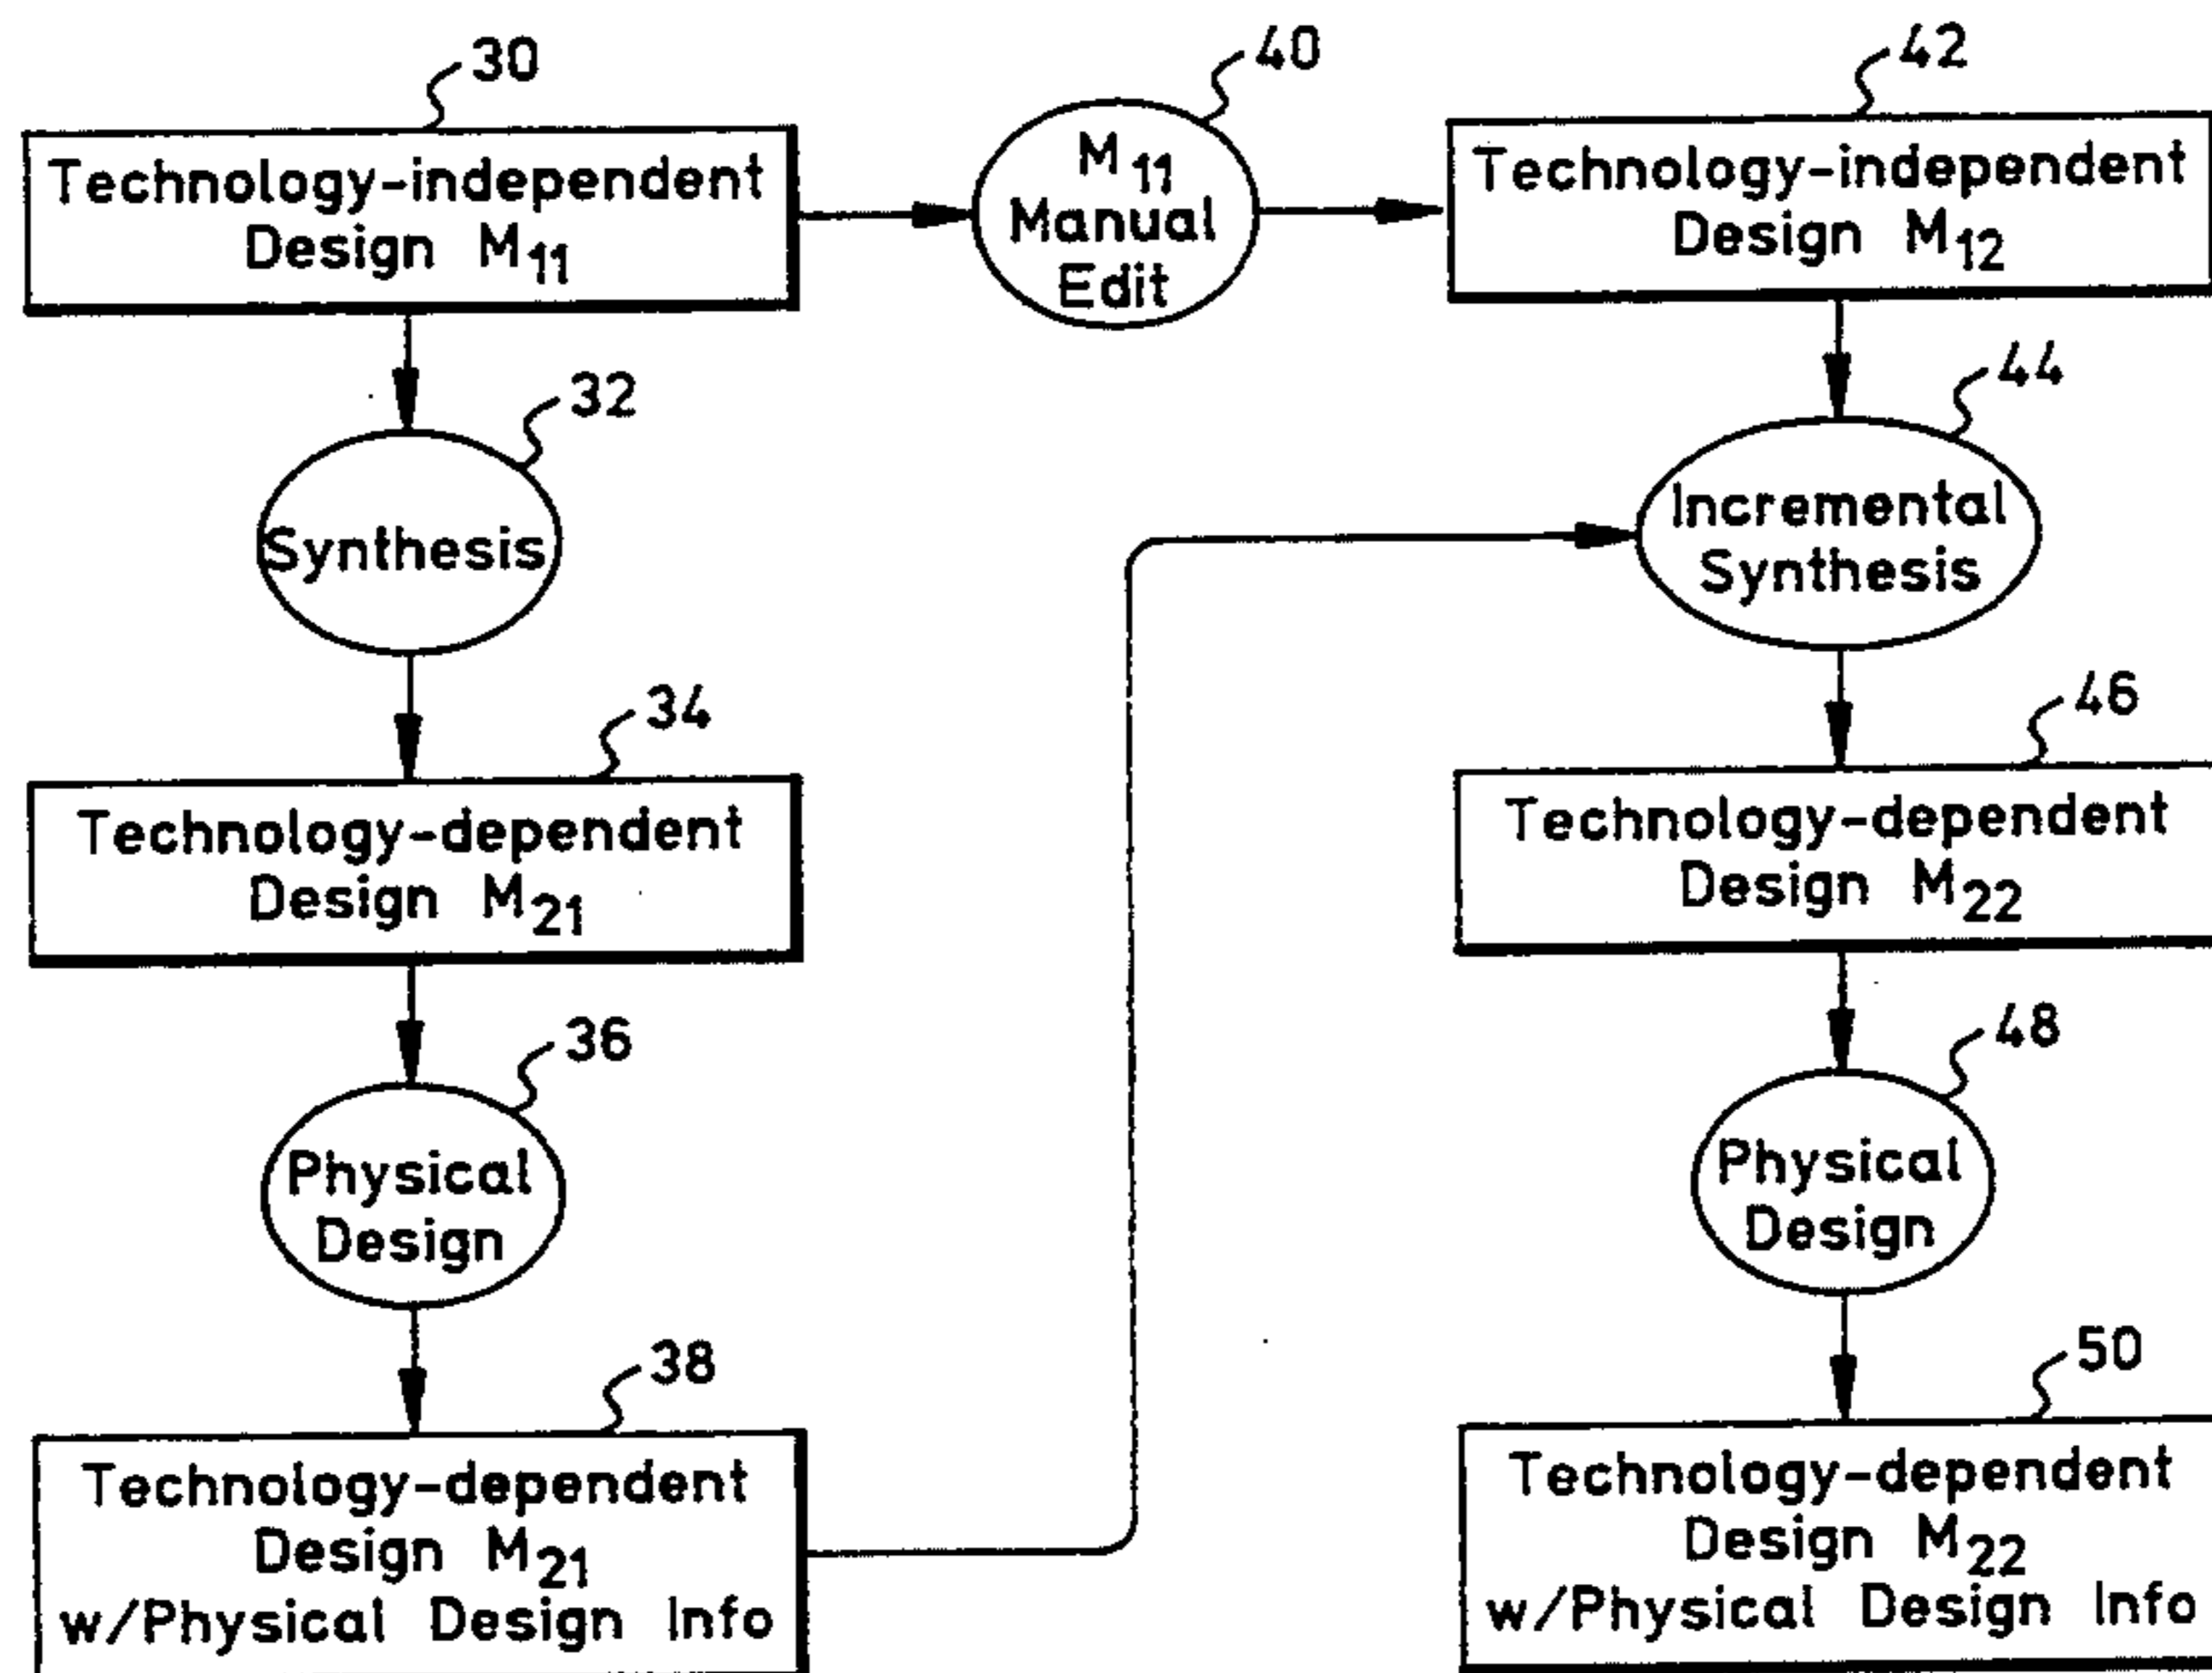 30
Technology-independent
Design M11
32
Synthesis
34
Technology-dependent
Design M21
36
Physical
Design
38
Technology-dependent
Design M21
w/Physical Design Info
40
M11
Manual
Edit
42
Technology-independent
Design M12
44
Incremental
Synthesis
46
Technology-dependent
Design M22
48
Physical
Design
50
Technology-dependent
Design M22
w/Physical Design Info